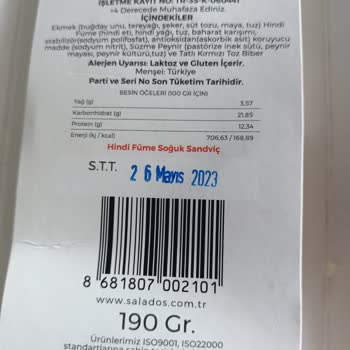 İŞLETME KAYIT NO: TR-35-K-060441
+4 Derecede Muhafaza Ediniz.
İÇİNDEKİLER
Ekmek (buğday unu, tereyağı, şeker, süt tozu, maya, tuz) Hindi
Füme (hindi eti, hindi yağı, tuz, baharat karışımı,
stabilizör(sodyum polifosfat), antioksidan(askorbik asit) koruyucu
madde (sodyum nitrit), Süzme Peynir (pastörize inek sütü, peynir
mayası, peynir kültürü,tuz) ve Tatlı Kırmızı Toz Biber
Alerjen Uyarısı: Laktoz ve Gluten İçerir.
Menşei: Türkiye
Parti ve Seri No Son Tüketim Tarihidir.
BESİN ÖĞELERİ (100 GR İÇİN)
Yağ (g) 3,57
Karbonhidrat (g) 21,85
Protein (g) 12,34
Enerji (kj / kcal) 706,63 / 168,89
Hindi Füme Soğuk Sandviç
S.T.T. 26 Mayıs 2023
8 681807 002101
www.salados.com.tr
190 Gr.
Ürünlerimiz ISO9001, ISO22000